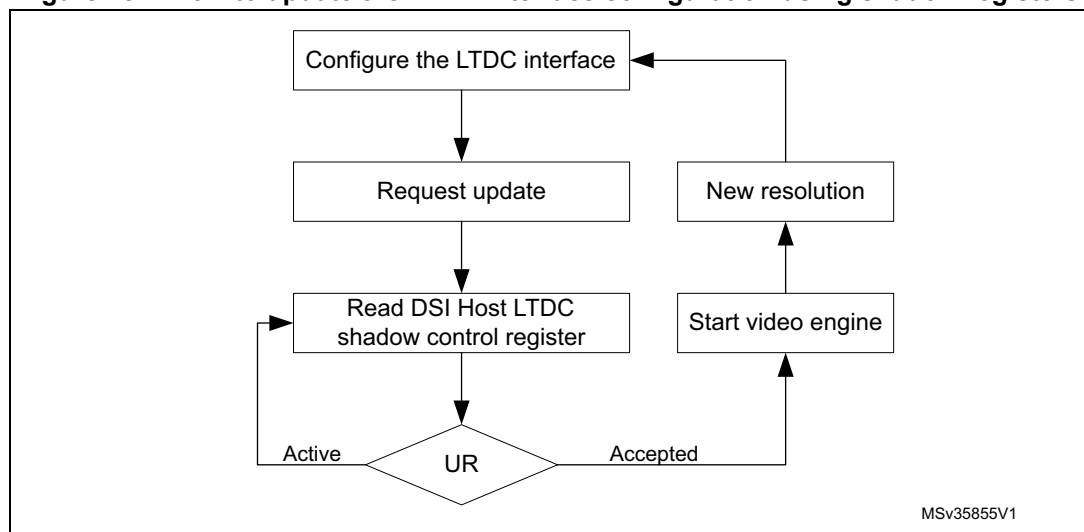 Configure the LTDC interface
Request update
New resolution
Read DSI Host LTDC
shadow control register
Start video engine
Active
UR
Accepted
MSv35855V1